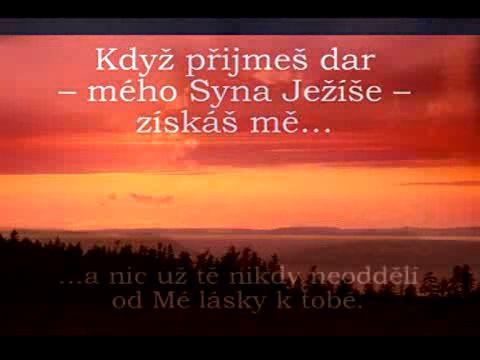 Když přijmeš dar
– mého Syna Ježíše –
získáš mě...
...a nic už tě nikdy neoddělí
od Mé lásky k tobě.